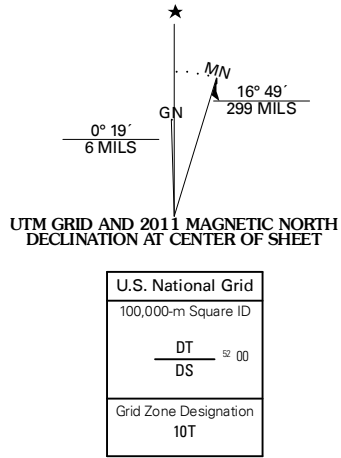 ★
MN
16° 49´
299 MILS
GN
0° 19´
6 MILS
UTM GRID AND 2011 MAGNETIC NORTH
DECLINATION AT CENTER OF SHEET
U.S. National Grid
100,000-m Square ID
DT
52 00
DS
Grid Zone Designation
10T